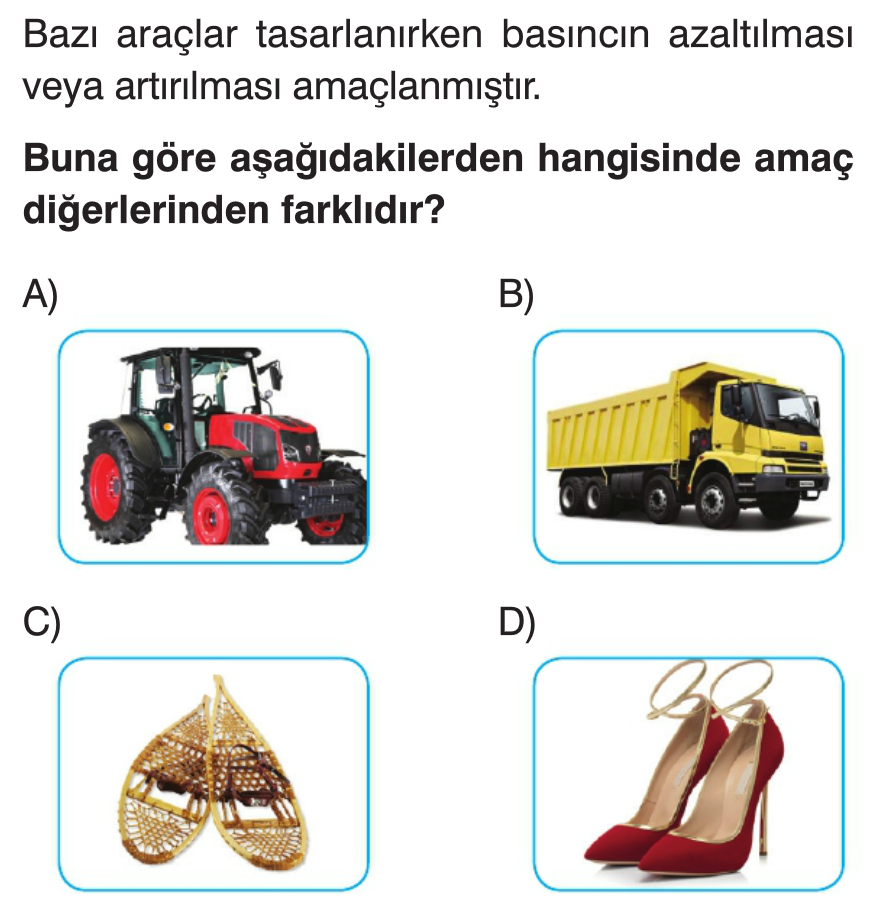 Bazı araçlar tasarlanırken basıncın azaltılması
veya artırılması amaçlanmıştır.
Buna göre aşağıdakilerden hangisinde amaç
diğerlerinden farklıdır?
A)
B)
C)
D)